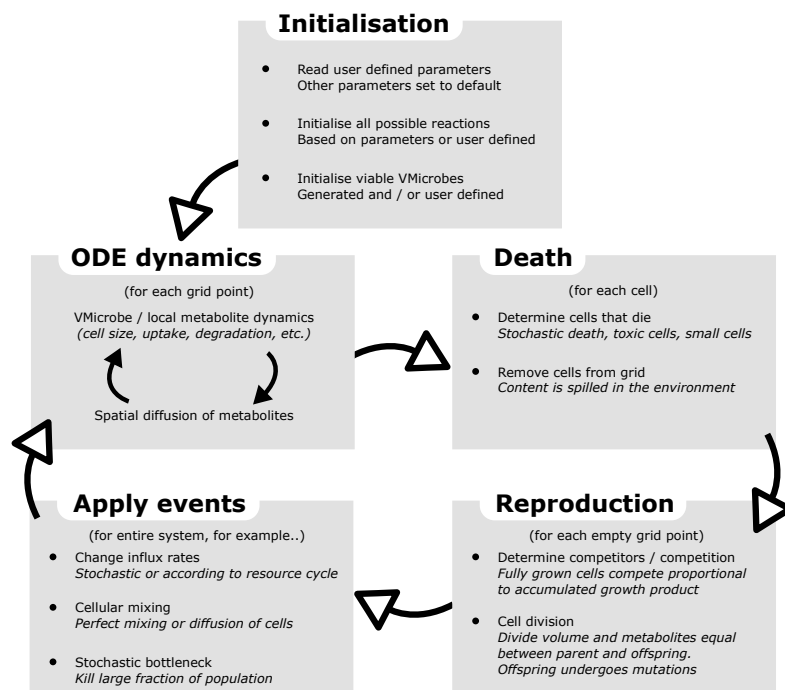 Initialisation
• Read user defined parameters
Other parameters set to default
• Initialise all possible reactions
Based on parameters or user defined
• Initialise viable VMicrobes
Generated and / or user defined
ODE dynamics
(for each grid point)
VMicrobe / local metabolite dynamics
(cell size, uptake, degradation, etc.)
Spatial diffusion of metabolites
Death
(for each cell)
• Determine cells that die
Stochastic death, toxic cells, small cells
• Remove cells from grid
Content is spilled in the environment
Apply events
(for entire system, for example..)
• Change influx rates
Stochastic or according to resource cycle
• Cellular mixing
Perfect mixing or diffusion of cells
• Stochastic bottleneck
Kill large fraction of population
Reproduction
(for each empty grid point)
• Determine competitors / competition
Fully grown cells compete proportional
to accumulated growth product
• Cell division
Divide volume and metabolites equal
between parent and offspring.
Offspring undergoes mutations